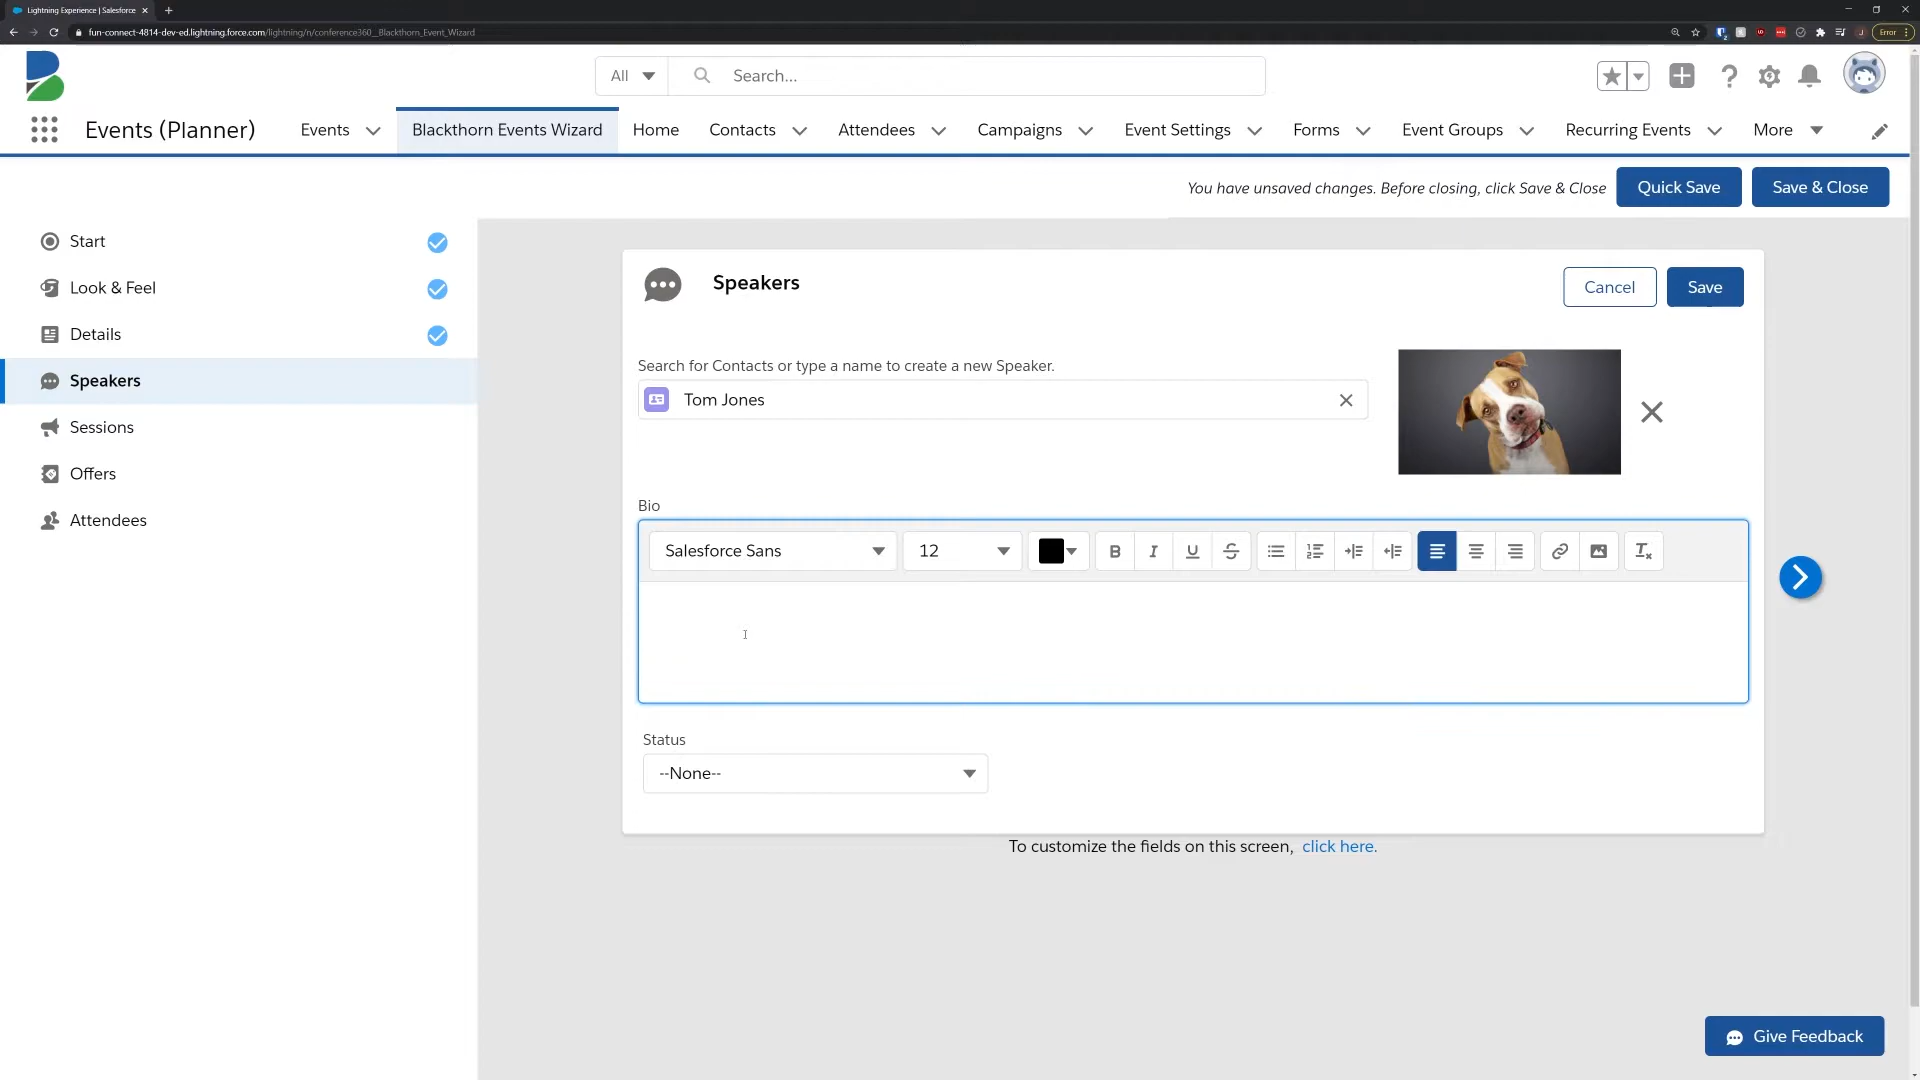 Lightning Experience | Salesforce
fun-connect-4814-dev-ed.lightning.force.com/lightning/n/conference360__Blackthorn_Event_Wizard
Error
All
Search...
Events (Planner)
Events
Blackthorn Events Wizard
Home
Contacts
Attendees
Campaigns
Event Settings
Forms
Event Groups
Recurring Events
More
You have unsaved changes. Before closing, click Save & Close
Quick Save
Save & Close
Start
Look & Feel
Details
Speakers
Sessions
Offers
Attendees
Speakers
Cancel
Save
Search for Contacts or type a name to create a new Speaker.
Tom Jones
Bio
Salesforce Sans
12
B
I
U
S
Status
--None--
To customize the fields on this screen, click here.
Give Feedback